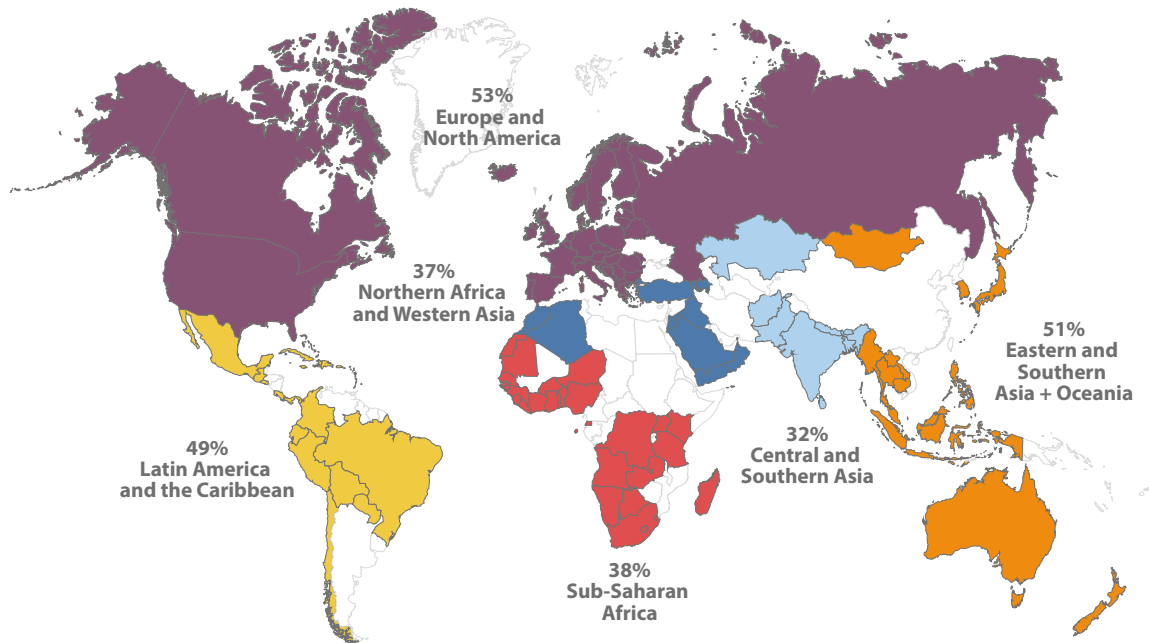 53%
Europe and
North America
37%
Northern Africa
and Western Asia
51%
Eastern and
Southern
Asia + Oceania
49%
Latin America
and the Caribbean
32%
Central and
Southern Asia
38%
Sub-Saharan
Africa